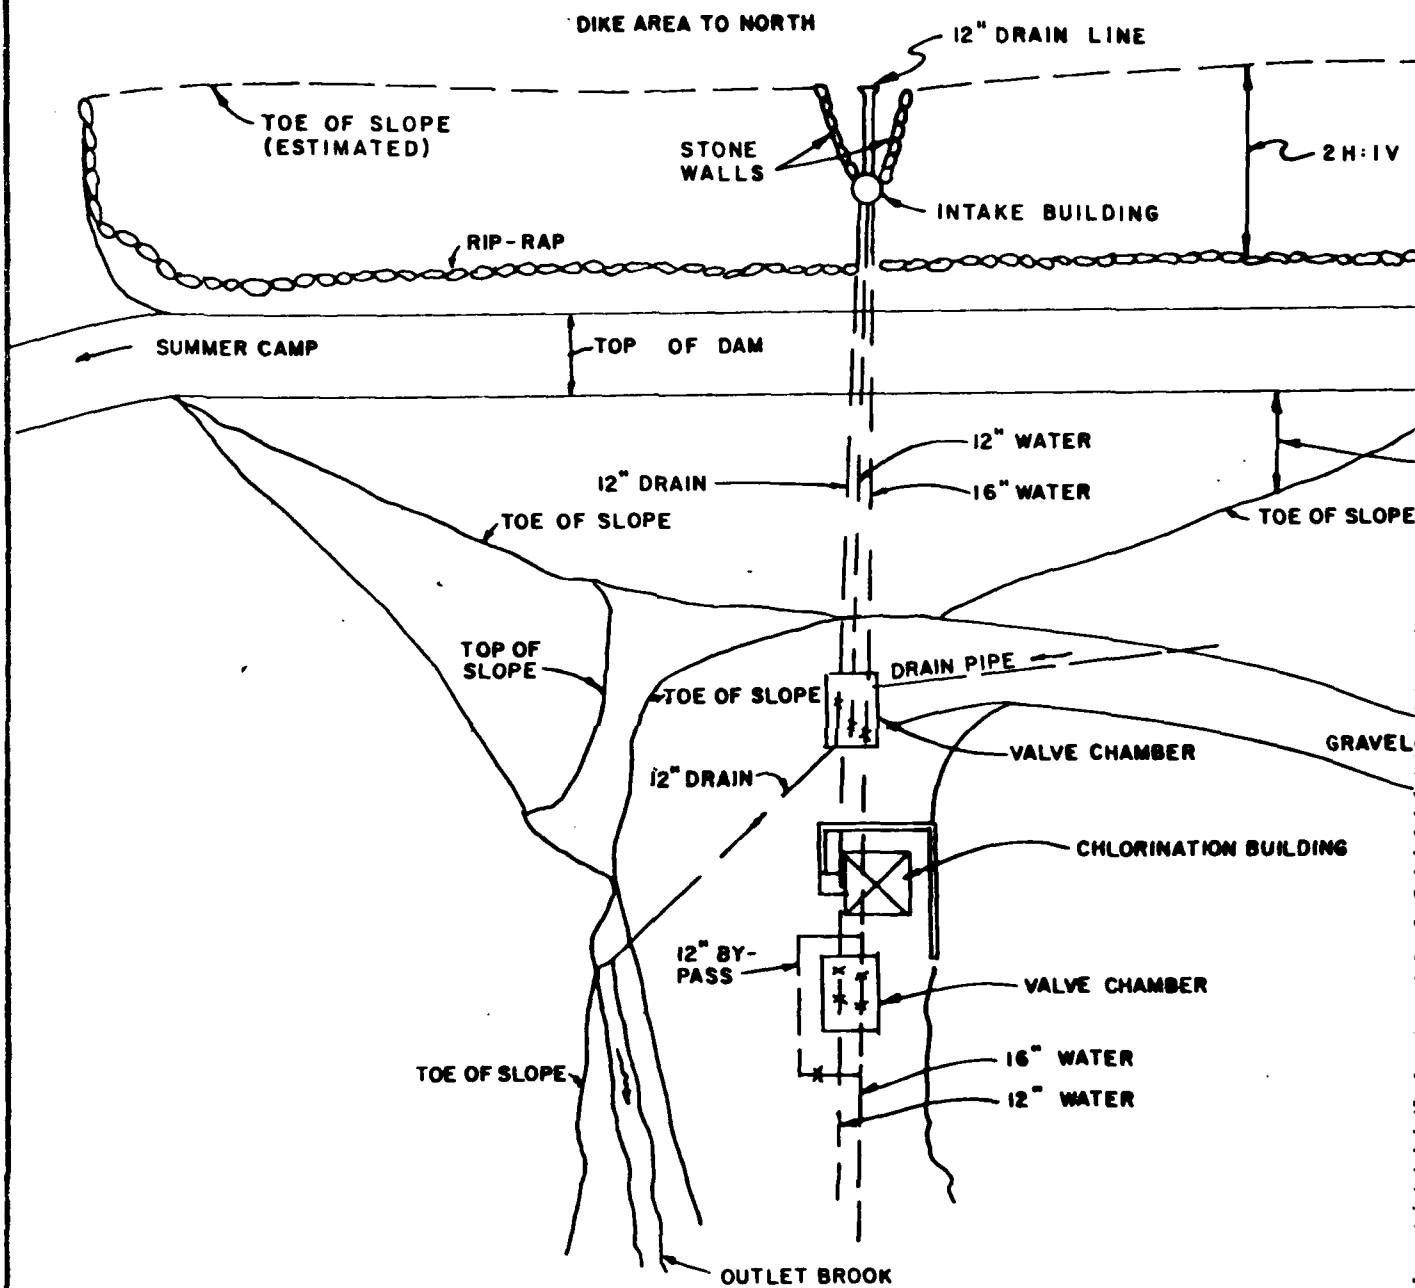 DIKE AREA TO NORTH
12" DRAIN LINE
TOE OF SLOPE
(ESTIMATED)
STONE
WALLS
2H:1V
INTAKE BUILDING
RIP-RAP
SUMMER CAMP
TOP OF DAM
12" WATER
12" DRAIN
16" WATER
TOE OF SLOPE
TOE OF SLOPE
TOP OF
SLOPE
DRAIN PIPE
TOE OF SLOPE
GRAVEL
VALVE CHAMBER
12" DRAIN
CHLORINATION BUILDING
12" BY-
PASS
VALVE CHAMBER
16" WATER
TOE OF SLOPE
12" WATER
OUTLET BROOK